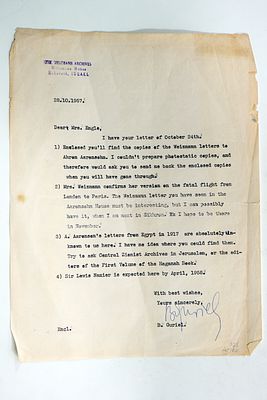 THE WEIZMANN ARCHIVES
Rehovoth, ISRAEL
28.10.1957.
Dear Mrs. Engle,
I have your letter of October 24th.
1) Enclosed you'll find the copies of the Weizmann letters to
Ahron Aaronsohn. I couldn't prepare photostatic copies, and
therefore would ask you to send me back the enclosed copies
when you will have gone through.
2) Mrs. Weizmann confirms her version on the fatal flight from
London to Paris. The Weizmann letter you have seen in the
Aaronsohn House must be interesting, but I can possibly
have it, when I am next in Zichron. I hope to be there
in November.
3) A. Aaronson's letters from Egypt in 1917 are absolutely un-
known to us here. I have no idea where you could find them.
Try to ask Central Zionist Archives in Jerusalem, or the edi-
tors of the First Volume of the Haganah Book.
4) Sir Lewis Namier is expected here by April, 1958.
With best wishes,
Yours sincerely,
B. Guriel
B. Guriel.
Encl.